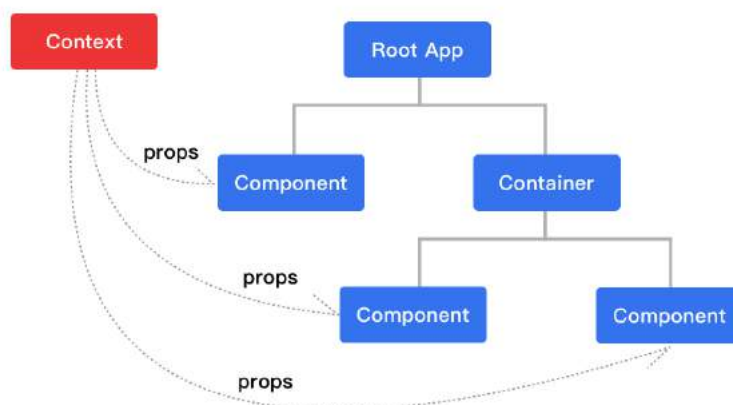 Context
Root App
props
Component
Container
props
Component
Component
props